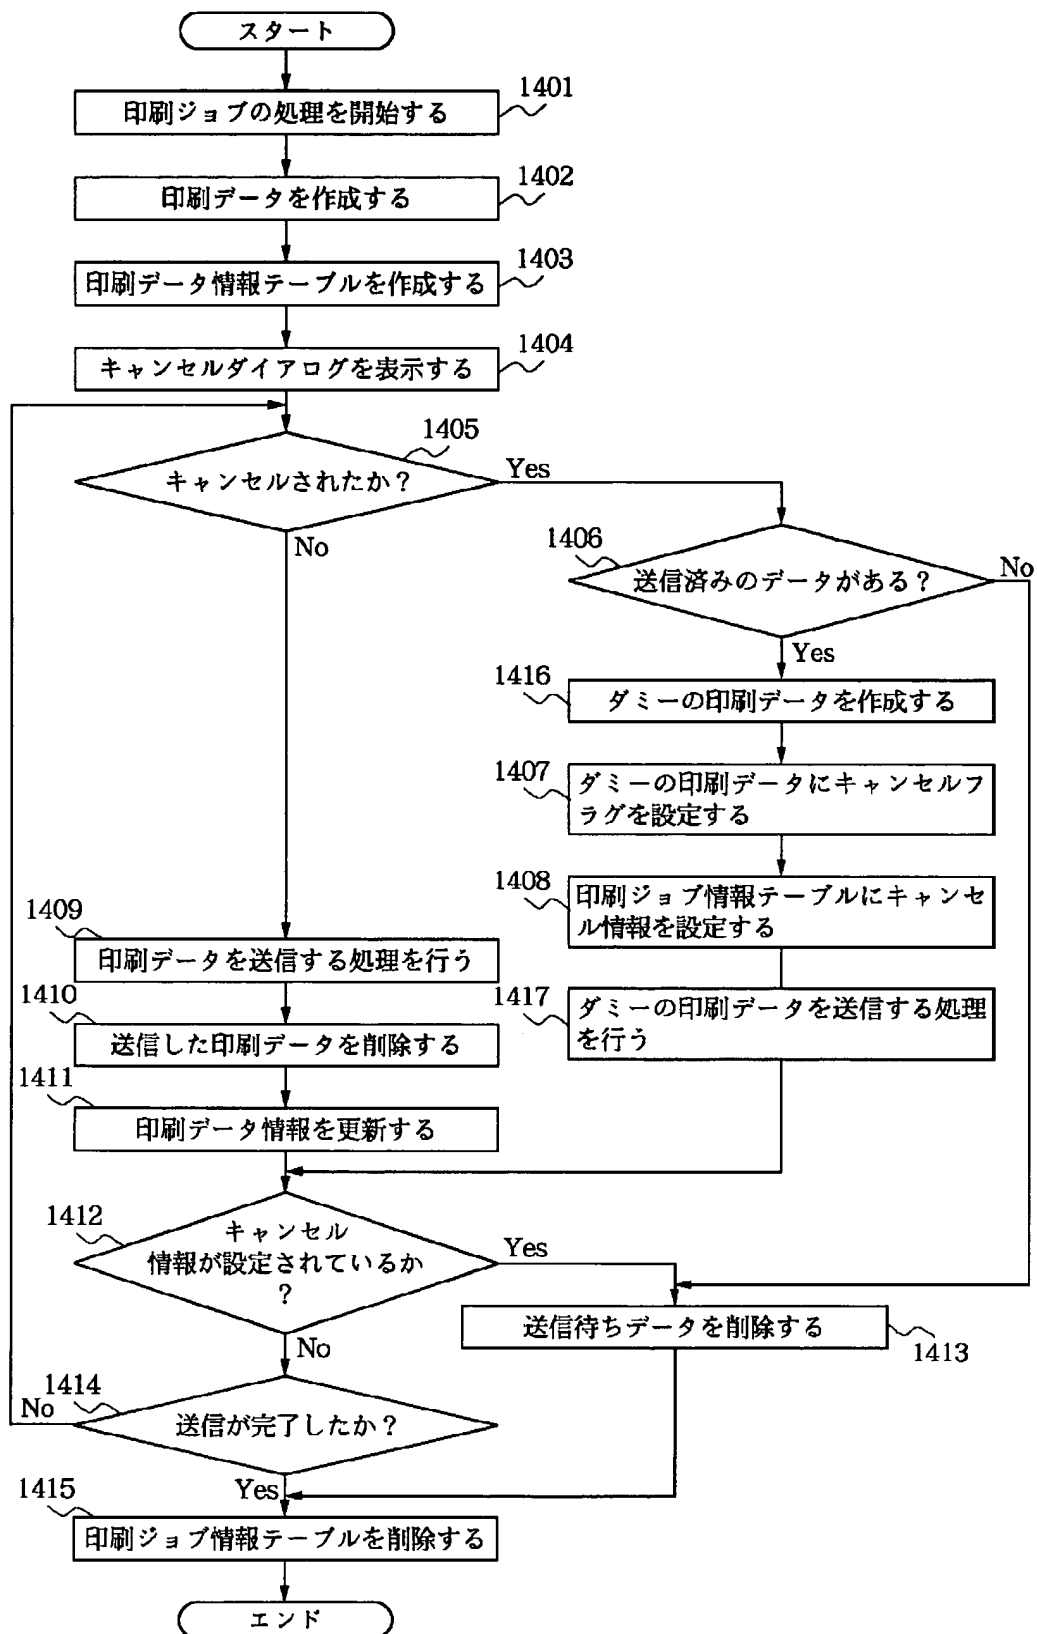 スタート
1401
印刷ジョブの処理を開始する
1402
印刷データを作成する
1403
印刷データ情報テーブルを作成する
1404
キャンセルダイアログを表示する
1405
キャンセルされたか?
Yes
No
1406
送信済みのデータがある?
No
Yes
1416
ダミーの印刷データを作成する
1407
ダミーの印刷データにキャンセルフ
ラグを設定する
1408
印刷ジョブ情報テーブルにキャンセ
ル情報を設定する
1409
印刷データを送信する処理を行う
1417
ダミーの印刷データを送信する処理
を行う
1410
送信した印刷データを削除する
1411
印刷データ情報を更新する
1412
キャンセル
情報が設定されているか
?
Yes
No
送信待ちデータを削除する
1413
1414
送信が完了したか?
No
Yes
1415
印刷ジョブ情報テーブルを削除する
エンド